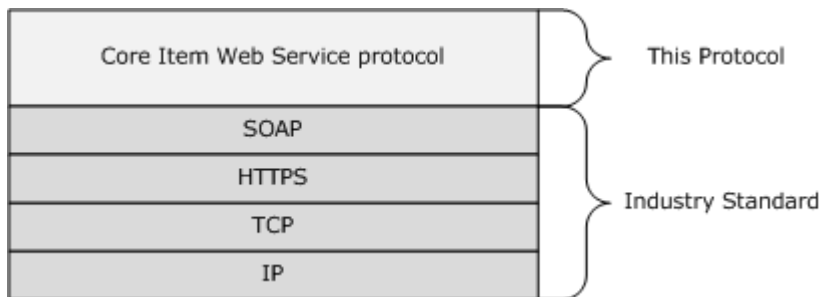 Core Item Web Service protocol
This Protocol
SOAP
HTTPS
TCP
IP
Industry Standard